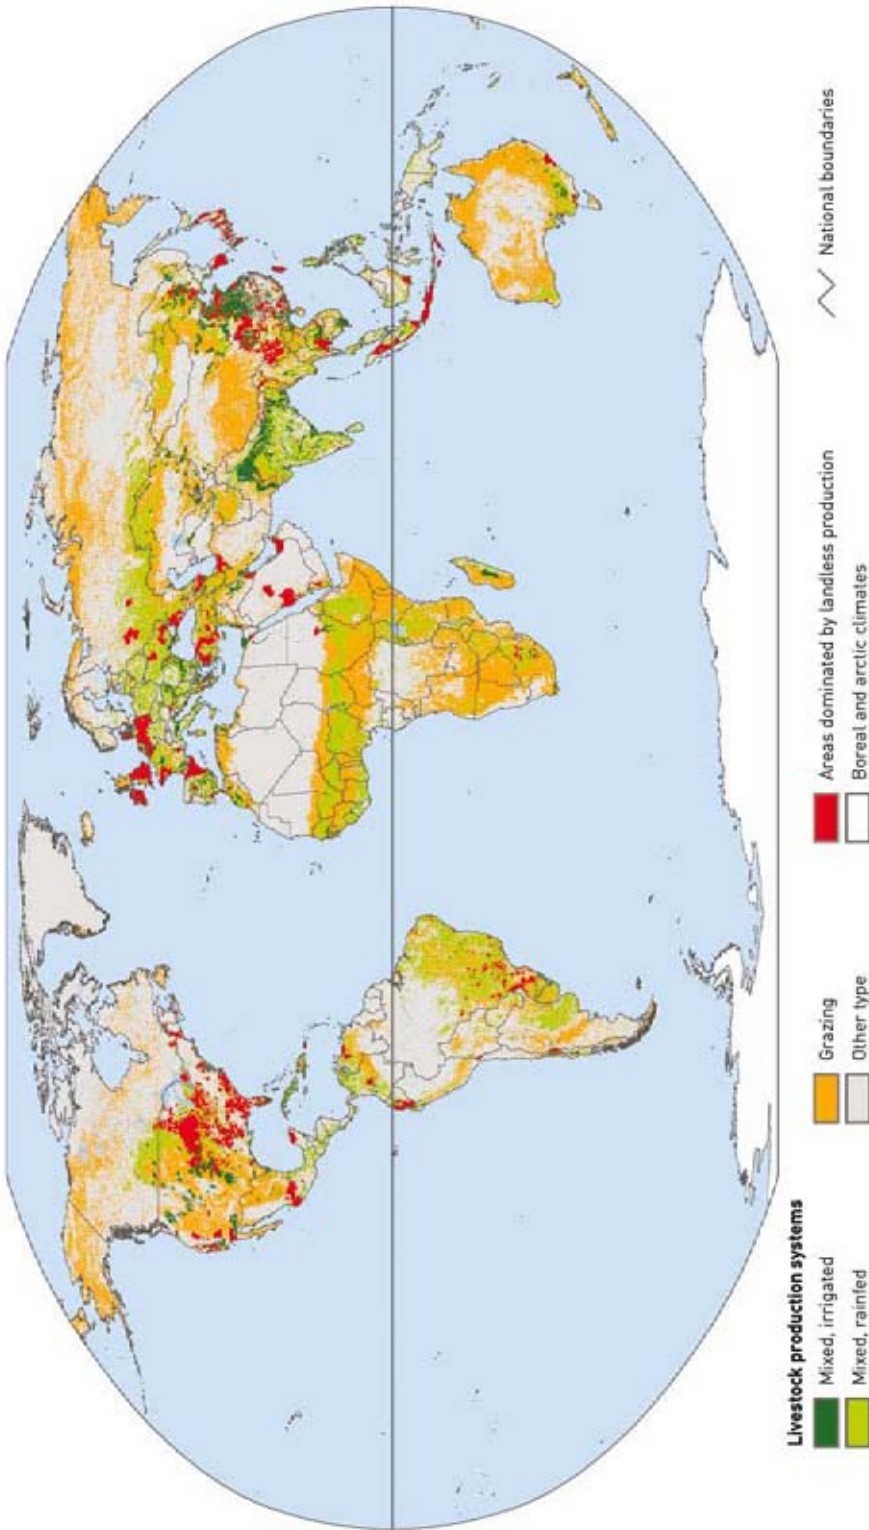 Livestock production systems
Mixed, irrigated
Mixed, rainfed
Grazing
Other type
Areas dominated by landless production
Boreal and arctic climates
National boundaries